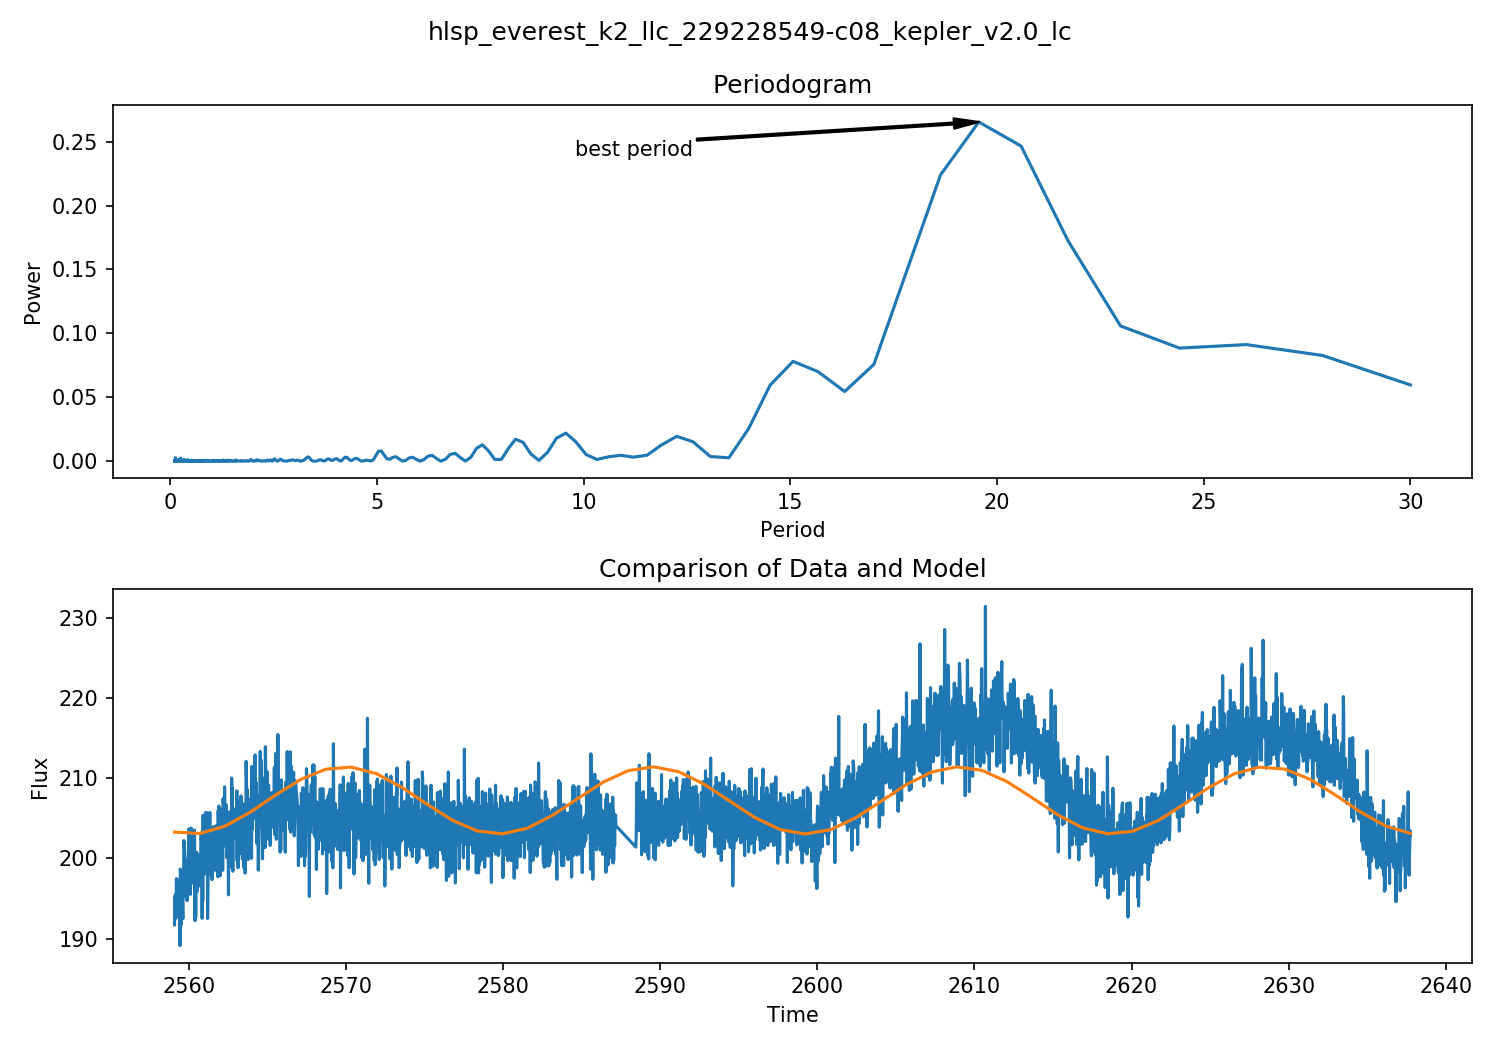 hlsp_everest_k2_llc_229228549-c08_kepler_v2.0_lc
Periodogram
best period
Power
0.25
0.20
0.15
0.10
0.05
0.00
0 5 10 15 20 25 30
Period
Comparison of Data and Model
Flux
230
220
210
200
190
2560 2570 2580 2590 2600 2610 2620 2630 2640
Time